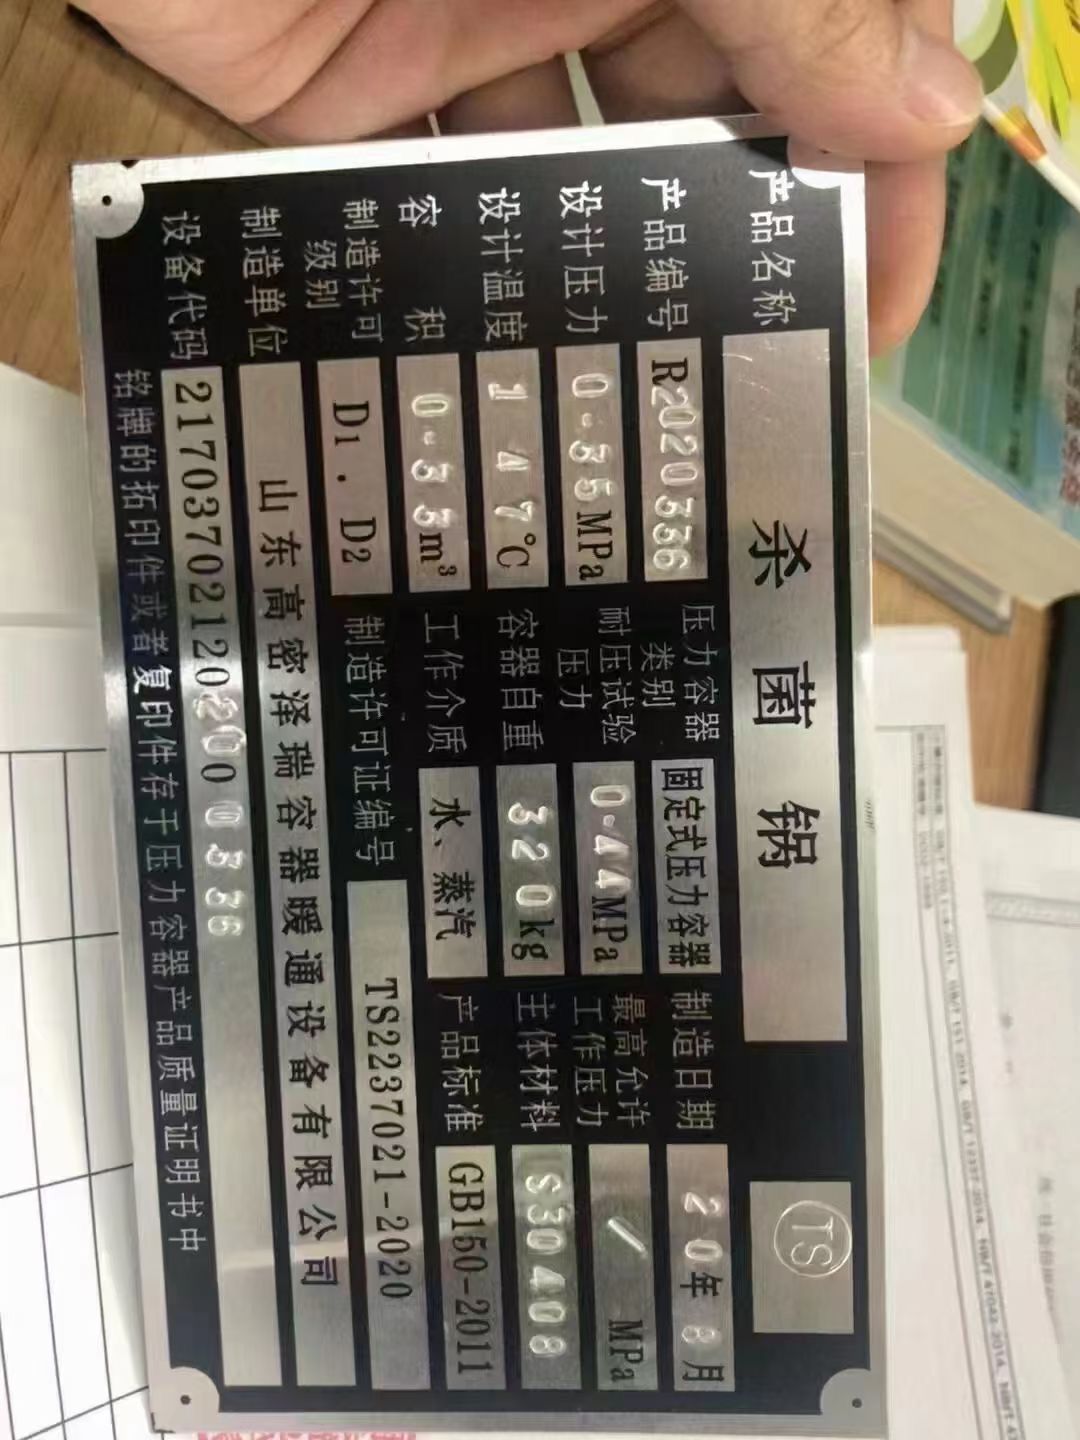 产品名称 杀菌锅 TS
产品编号 R2020336 压力容器类别 固定式压力容器 制造日期 20年8月
设计压力 0.35MPa 耐压试验压力 0.44MPa 最高允许工作压力 / MPa
设计温度 147℃ 容器自重 320kg 主体材料 S30408
容积 0.33m³ 工作介质 水、蒸汽 产品标准 GB150-2011
制造许可级别 D1.D2 制造许可证编号 TS2237021-2020
制造单位 山东高密泽瑞容器暖通设备有限公司
设备代码 21703702120200336
铭牌的拓印件或者复印件存于压力容器产品质量证明书中